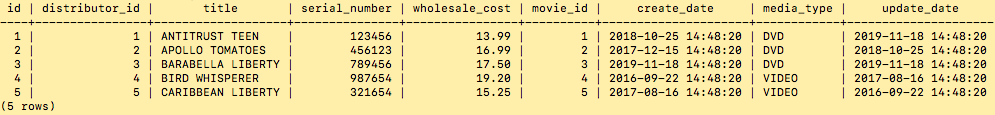 id | distributor_id |       title       | serial_number | wholesale_cost | movie_id |     create_date     | media_type |     update_date
----+----------------+-------------------+---------------+----------------+----------+---------------------+------------+---------------------
  1 |              1 | ANTITRUST TEEN    |        123456 |          13.99 |        1 | 2018-10-25 14:48:20 | DVD        | 2019-11-18 14:48:20
  2 |              2 | APOLLO TOMATOES   |        456123 |          16.99 |        2 | 2017-12-15 14:48:20 | DVD        | 2018-10-25 14:48:20
  3 |              3 | BARABELLA LIBERTY |        789456 |          17.50 |        3 | 2019-11-18 14:48:20 | DVD        | 2019-11-18 14:48:20
  4 |              4 | BIRD WHISPERER    |        987654 |          19.20 |        4 | 2016-09-22 14:48:20 | VIDEO      | 2017-08-16 14:48:20
  5 |              5 | CARIBBEAN LIBERTY |        321654 |          15.25 |        5 | 2017-08-16 14:48:20 | VIDEO      | 2016-09-22 14:48:20
(5 rows)